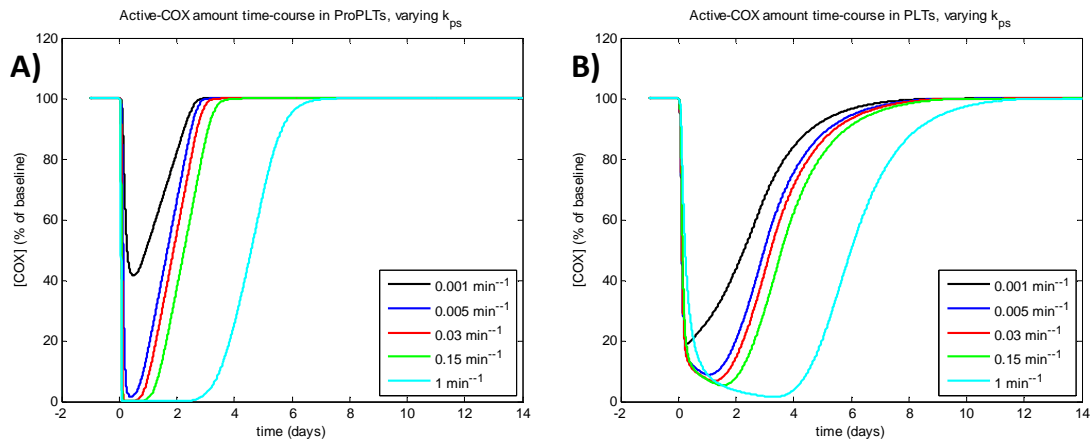 Active-COX amount time-course in ProPLTs, varying k_ps
A)
[COX] (% of baseline)
120
100
80
60
40
20
0
-2 0 2 4 6 8 10 12 14
time (days)
0.001 min⁻⁻¹
0.005 min⁻⁻¹
0.03 min⁻⁻¹
0.15 min⁻⁻¹
1 min⁻⁻¹
Active-COX amount time-course in PLTs, varying k_ps
B)
[COX] (% of baseline)
120
100
80
60
40
20
0
-2 0 2 4 6 8 10 12 14
time (days)
0.001 min⁻⁻¹
0.005 min⁻⁻¹
0.03 min⁻⁻¹
0.15 min⁻⁻¹
1 min⁻⁻¹